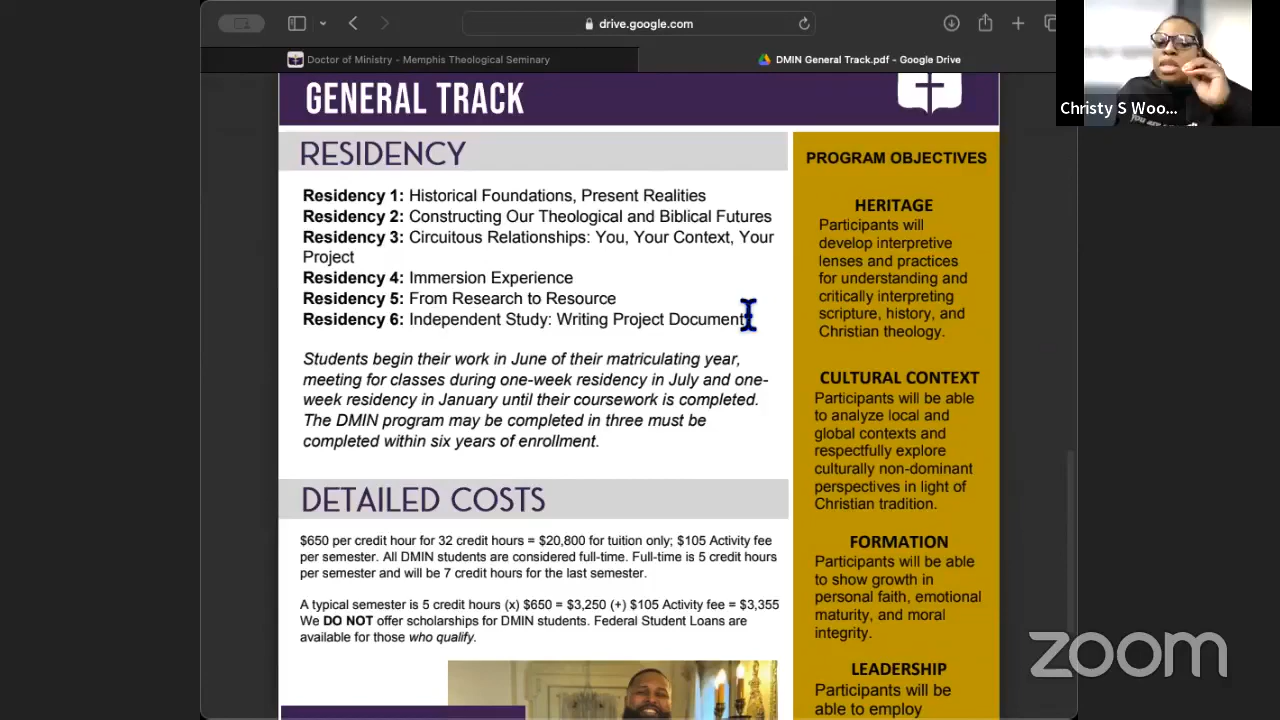 drive.google.com
Doctor of Ministry - Memphis Theological Seminary
DMIN General Track.pdf - Google Drive
Christy S Woo...
GENERAL TRACK
RESIDENCY
Residency 1: Historical Foundations, Present Realities
Residency 2: Constructing Our Theological and Biblical Futures
Residency 3: Circuitous Relationships: You, Your Context, Your
Project
Residency 4: Immersion Experience
Residency 5: From Research to Resource
Residency 6: Independent Study: Writing Project Document
Students begin their work in June of their matriculating year,
meeting for classes during one-week residency in July and one-
week residency in January until their coursework is completed.
The DMIN program may be completed in three must be
completed within six years of enrollment.
DETAILED COSTS
$650 per credit hour for 32 credit hours = $20,800 for tuition only; $105 Activity fee
per semester. All DMIN students are considered full-time. Full-time is 5 credit hours
per semester and will be 7 credit hours for the last semester.
A typical semester is 5 credit hours (x) $650 = $3,250 (+) $105 Activity fee = $3,355
We DO NOT offer scholarships for DMIN students. Federal Student Loans are
available for those who qualify.
PROGRAM OBJECTIVES
HERITAGE
Participants will
develop interpretive
lenses and practices
for understanding and
critically interpreting
scripture, history, and
Christian theology.
CULTURAL CONTEXT
Participants will be able
to analyze local and
global contexts and
respectfully explore
culturally non-dominant
perspectives in light of
Christian tradition.
FORMATION
Participants will be able
to show growth in
personal faith, emotional
maturity, and moral
integrity.
LEADERSHIP
Participants will be
able to employ
zoom